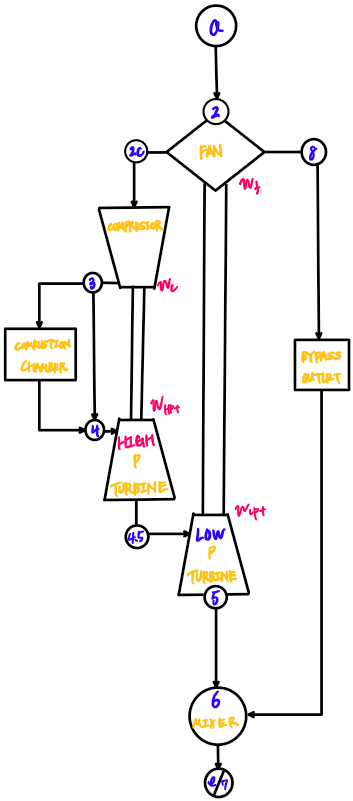 a
2
2c
FAN
8
Wf
COMPRESSOR
3
Wc
COMBUSTION
CHAMBER
BYPASS
OUTLET
WHPt
4
HIGH
P
TURBINE
4.5
WLPt
LOW
P
TURBINE
5
6
MIXER
e/7